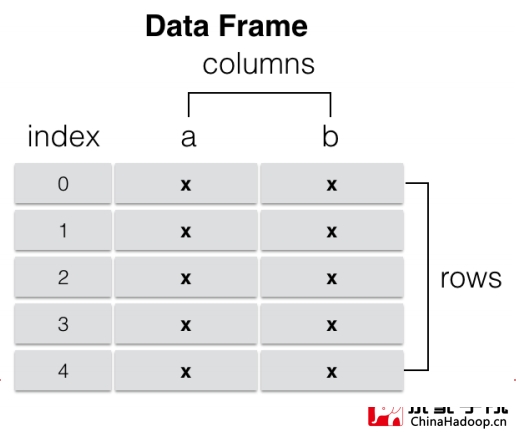 Data Frame
columns
index a b
0 x x
1 x x
2 x x
3 x x
4 x x
rows
ChinaHadoop.cn